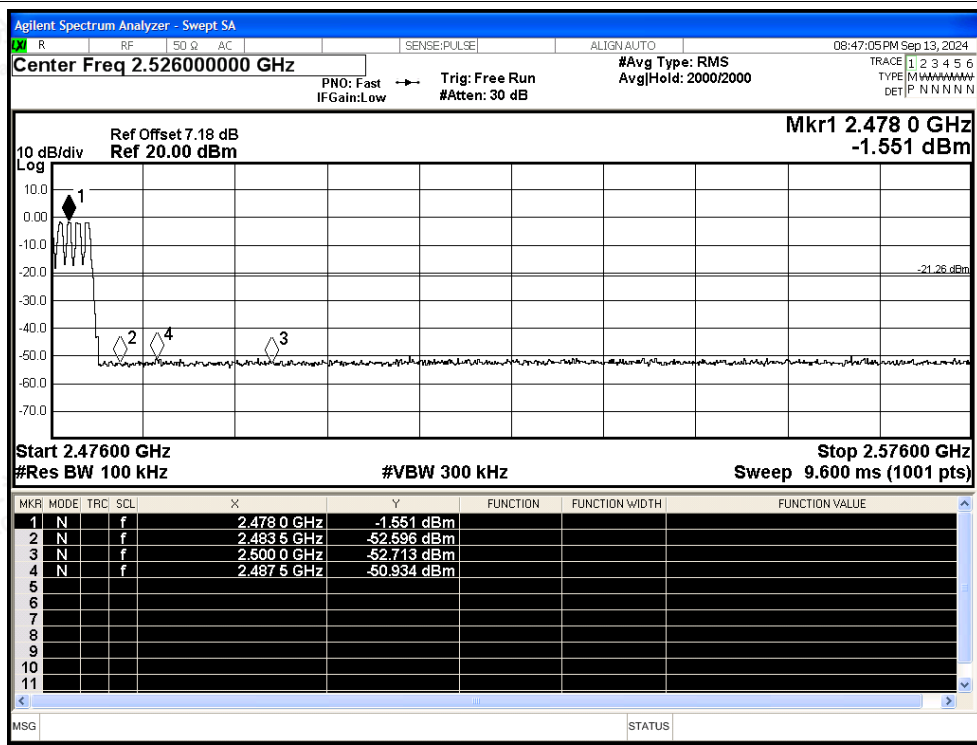 Agilent Spectrum Analyzer - Swept SA
LXI R RF 50 Ω AC SENSE:PULSE ALIGN AUTO 08:47:05 PM Sep 13, 2024
Center Freq 2.526000000 GHz
PNO: Fast
IFGain:Low
Trig: Free Run
#Atten: 30 dB
#Avg Type: RMS
Avg|Hold: 2000/2000
TRACE 1 2 3 4 5 6
TYPE M
DET P N N N N N
Mkr1 2.478 0 GHz
-1.551 dBm
Ref Offset 7.18 dB
10 dB/div Ref 20.00 dBm
Log
10.0
0.00
-10.0
-20.0
-30.0
-40.0
-50.0
-60.0
-70.0
1
2
4
3
-21.26 dBm
Start 2.47600 GHz Stop 2.57600 GHz
#Res BW 100 kHz #VBW 300 kHz Sweep 9.600 ms (1001 pts)
MKR MODE TRC SCL X Y FUNCTION FUNCTION WIDTH FUNCTION VALUE
1 N f 2.478 0 GHz -1.551 dBm
2 N f 2.483 5 GHz -52.596 dBm
3 N f 2.500 0 GHz -52.713 dBm
4 N f 2.487 5 GHz -50.934 dBm
5
6
7
8
9
10
11
MSG STATUS